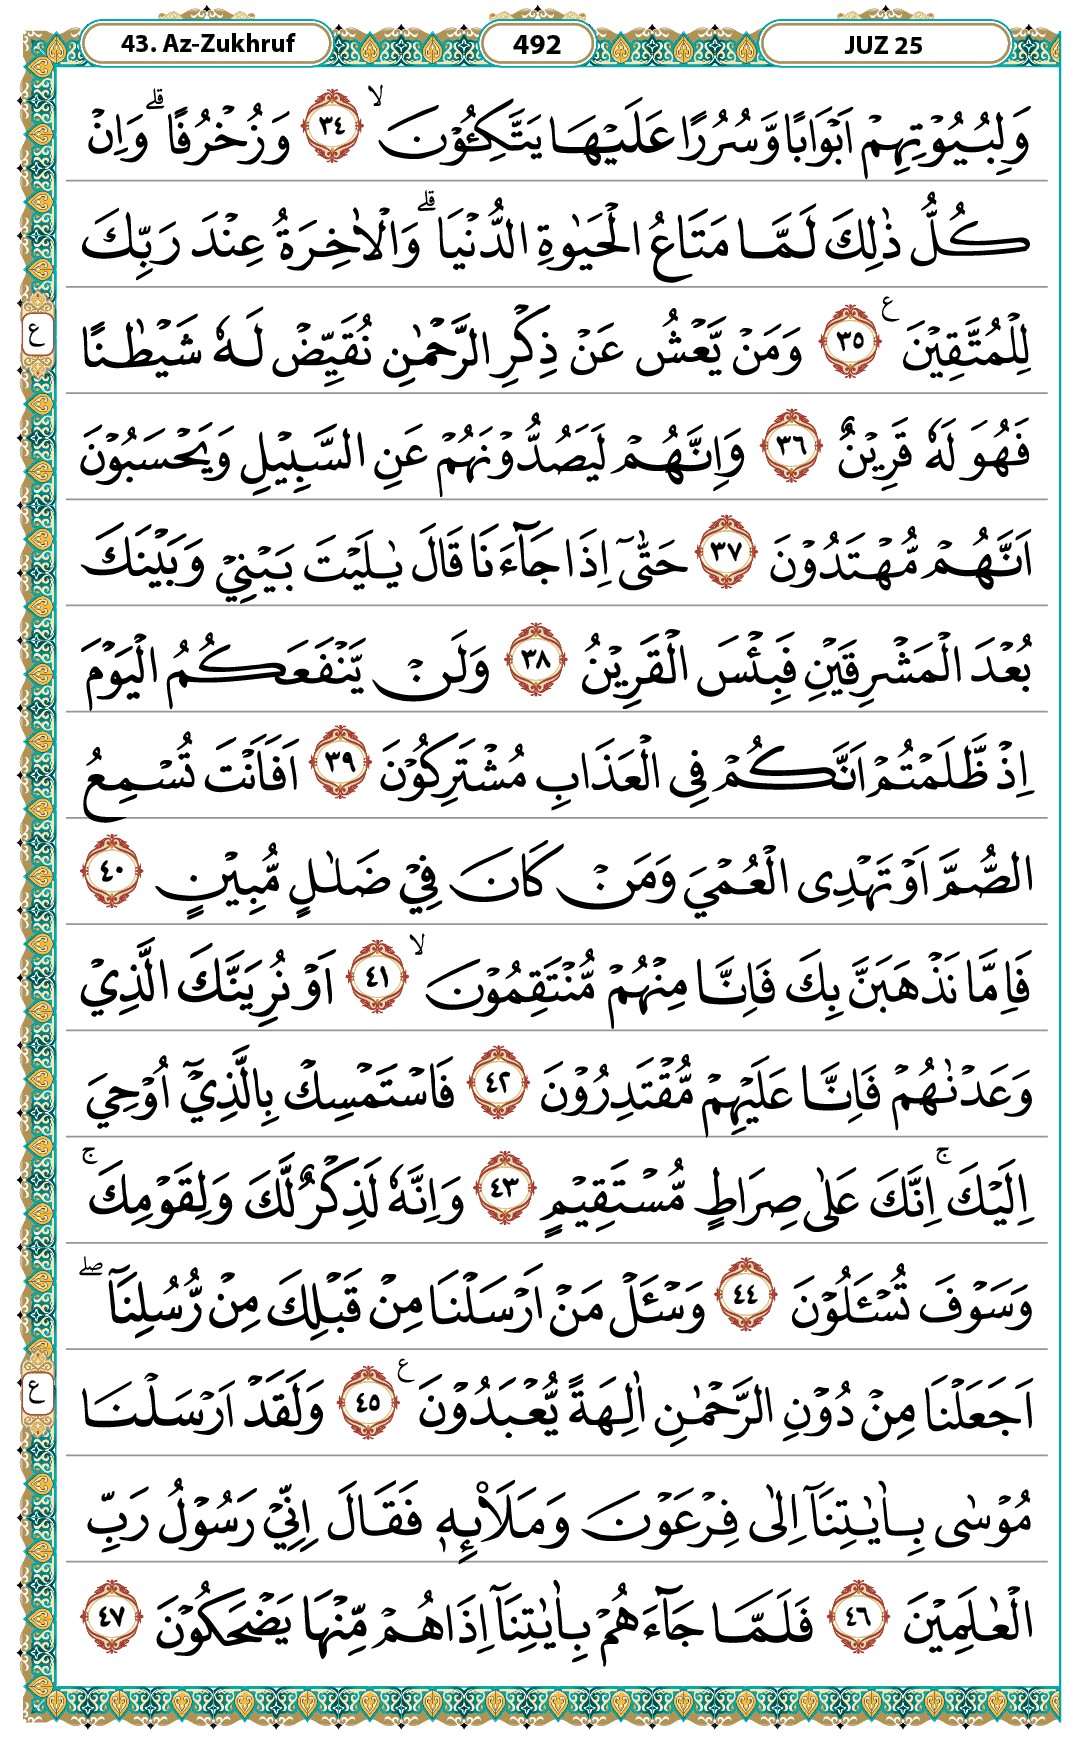 43. Az-Zukhruf
492
JUZ 25
وَلِبُيُوْتِهِمْ اَبْوَابًا وَّسُرُرًا عَلَيْهَا يَتَّكِـُٔوْنَۙ ٣٤ وَزُخْرُفًاۗ وَاِنْ
كُلُّ ذٰلِكَ لَمَّا مَتَاعُ الْحَيٰوةِ الدُّنْيَاۗ وَالْاٰخِرَةُ عِنْدَ رَبِّكَ
لِلْمُتَّقِيْنَ ࣖ ٣٥ وَمَنْ يَّعْشُ عَنْ ذِكْرِ الرَّحْمٰنِ نُقَيِّضْ لَهٗ شَيْطٰنًا
ع
فَهُوَ لَهٗ قَرِيْنٌ ٣٦ وَاِنَّهُمْ لَيَصُدُّوْنَهُمْ عَنِ السَّبِيْلِ وَيَحْسَبُوْنَ
اَنَّهُمْ مُّهْتَدُوْنَ ٣٧ حَتّٰىٓ اِذَا جَاۤءَنَا قَالَ يٰلَيْتَ بَيْنِيْ وَبَيْنَكَ
بُعْدَ الْمَشْرِقَيْنِ فَبِئْسَ الْقَرِيْنُ ٣٨ وَلَنْ يَّنْفَعَكُمُ الْيَوْمَ
اِذْ ظَّلَمْتُمْ اَنَّكُمْ فِى الْعَذَابِ مُشْتَرِكُوْنَ ٣٩ اَفَاَنْتَ تُسْمِعُ
الصُّمَّ اَوْ تَهْدِى الْعُمْيَ وَمَنْ كَانَ فِيْ ضَلٰلٍ مُّبِيْنٍ ٤٠
فَاِمَّا نَذْهَبَنَّ بِكَ فَاِنَّا مِنْهُمْ مُّنْتَقِمُوْنَۙ ٤١ اَوْ نُرِيَنَّكَ الَّذِيْ
وَعَدْنٰهُمْ فَاِنَّا عَلَيْهِمْ مُّقْتَدِرُوْنَ ٤٢ فَاسْتَمْسِكْ بِالَّذِيْٓ اُوْحِيَ
اِلَيْكَۚ اِنَّكَ عَلٰى صِرَاطٍ مُّسْتَقِيْمٍ ٤٣ وَاِنَّهٗ لَذِكْرٌ لَّكَ وَلِقَوْمِكَۚ
وَسَوْفَ تُسْـَٔلُوْنَ ٤٤ وَسْـَٔلْ مَنْ اَرْسَلْنَا مِنْ قَبْلِكَ مِنْ رُّسُلِنَآۖ
اَجَعَلْنَا مِنْ دُوْنِ الرَّحْمٰنِ اٰلِهَةً يُّعْبَدُوْنَ ࣖ ٤٥ وَلَقَدْ اَرْسَلْنَا
ع
مُوْسٰى بِاٰيٰتِنَآ اِلٰى فِرْعَوْنَ وَمَلَا۟ىِٕهٖ فَقَالَ اِنِّيْ رَسُوْلُ رَبِّ
الْعٰلَمِيْنَ ٤٦ فَلَمَّا جَاۤءَهُمْ بِاٰيٰتِنَآ اِذَا هُمْ مِّنْهَا يَضْحَكُوْنَ ٤٧